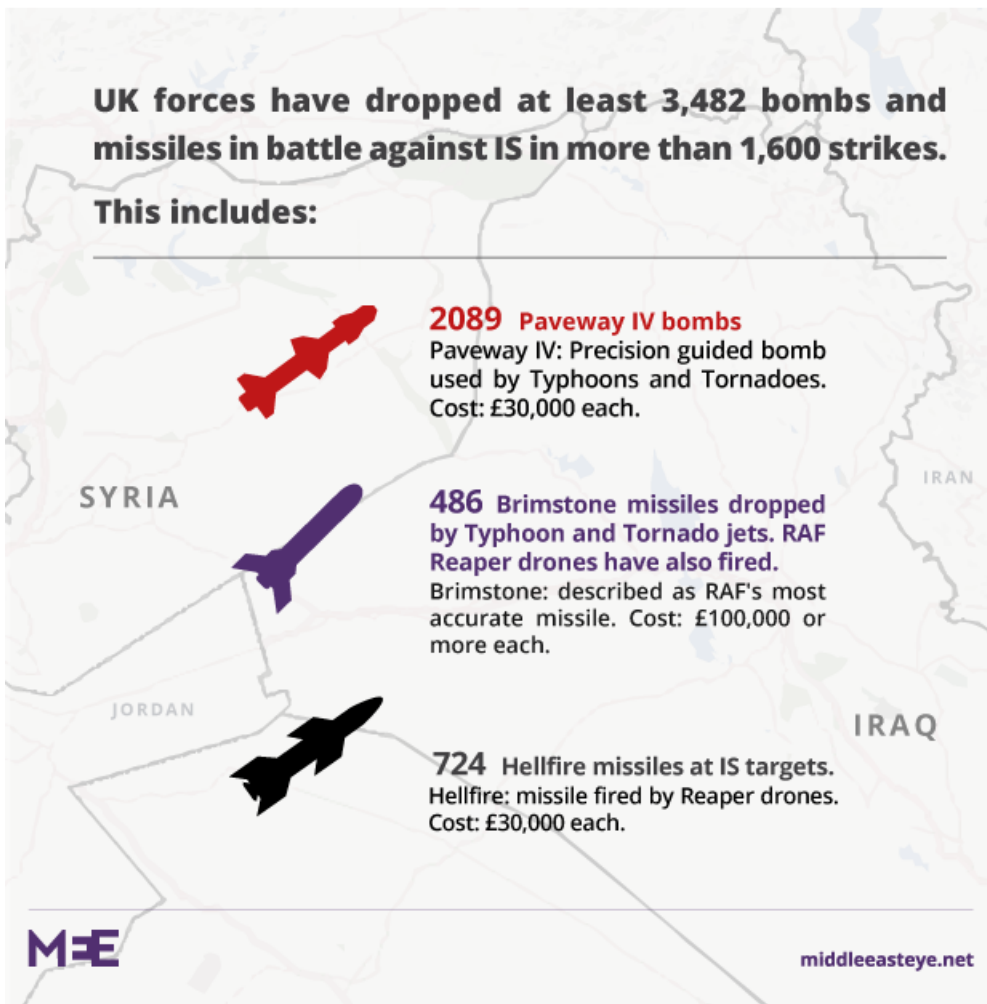 UK forces have dropped at least 3,482 bombs and
missiles in battle against IS in more than 1,600 strikes.
This includes:
2089 Paveway IV bombs
Paveway IV: Precision guided bomb
used by Typhoons and Tornadoes.
Cost: £30,000 each.
SYRIA
IRAN
486 Brimstone missiles dropped
by Typhoon and Tornado jets. RAF
Reaper drones have also fired.
Brimstone: described as RAF's most
accurate missile. Cost: £100,000 or
more each.
JORDAN
IRAQ
724 Hellfire missiles at IS targets.
Hellfire: missile fired by Reaper drones.
Cost: £30,000 each.
MEE
middleeasteye.net